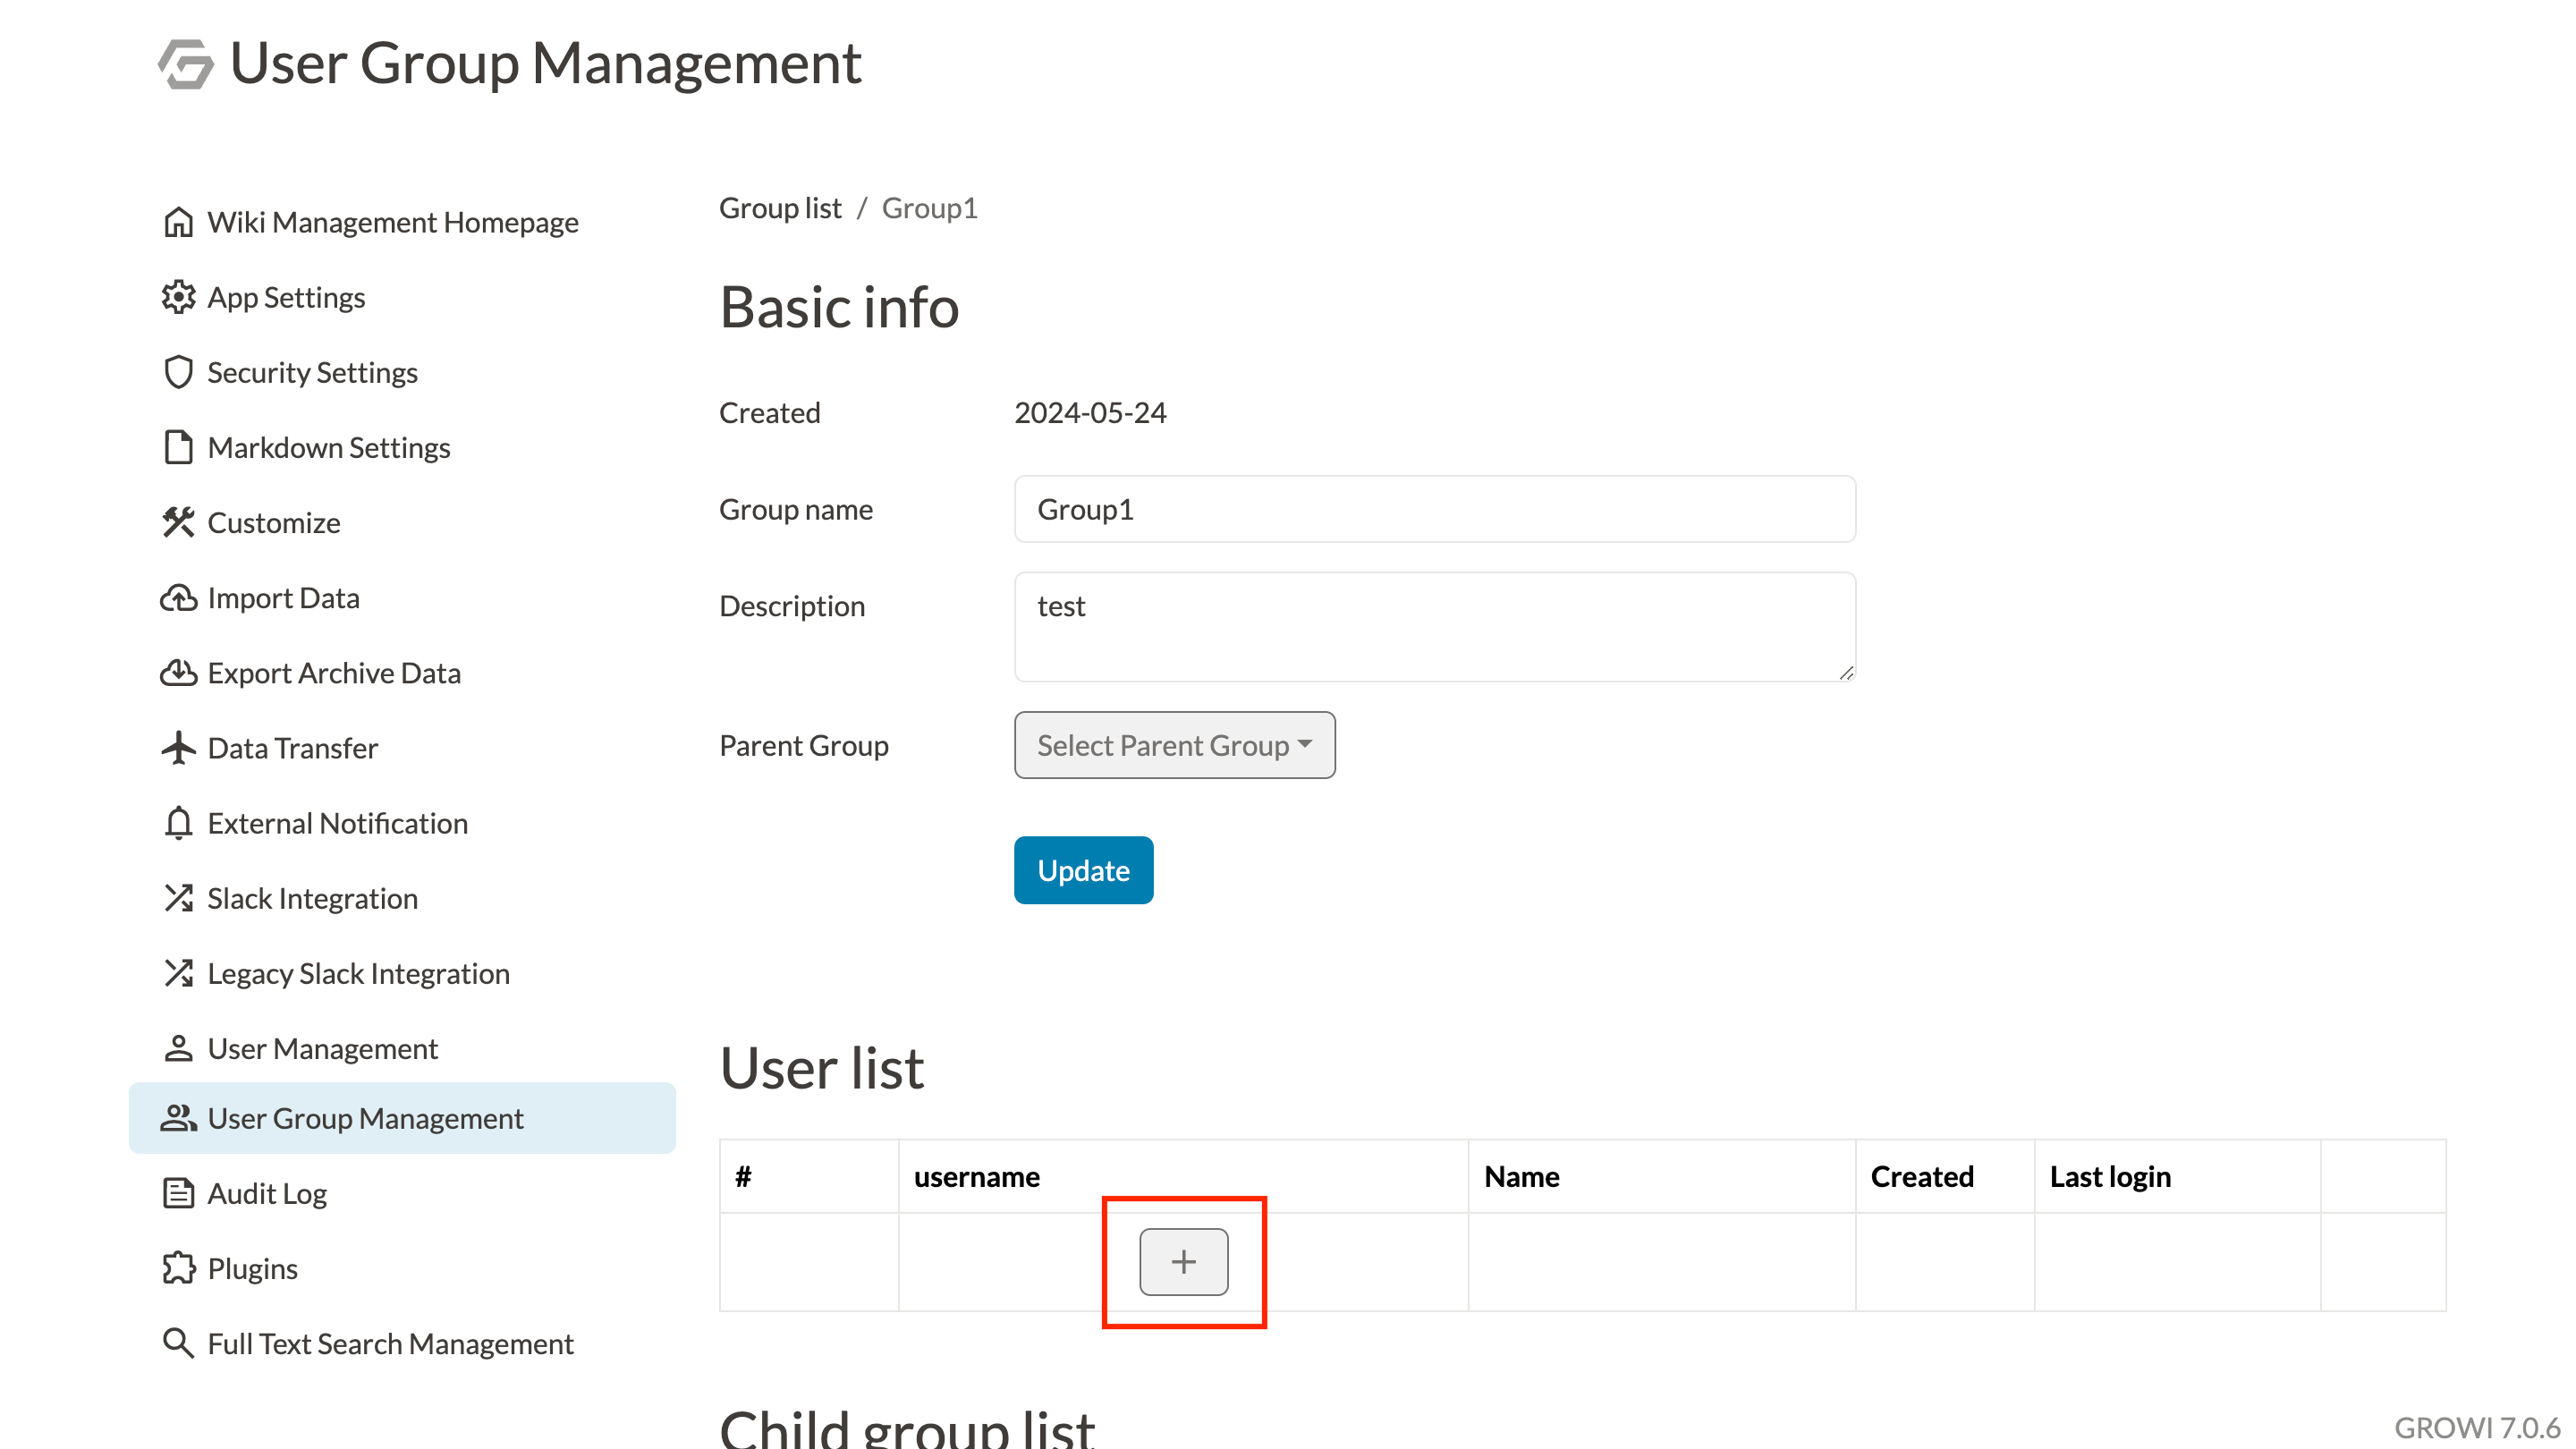 User Group Management
Wiki Management Homepage
App Settings
Security Settings
Markdown Settings
Customize
Import Data
Export Archive Data
Data Transfer
External Notification
Slack Integration
Legacy Slack Integration
User Management
User Group Management
Audit Log
Plugins
Full Text Search Management
Group list / Group1
Basic info
Created 2024-05-24
Group name Group1
Description test
Parent Group Select Parent Group
Update
User list
# username Name Created Last login
+
Child group list
GROWI 7.0.6